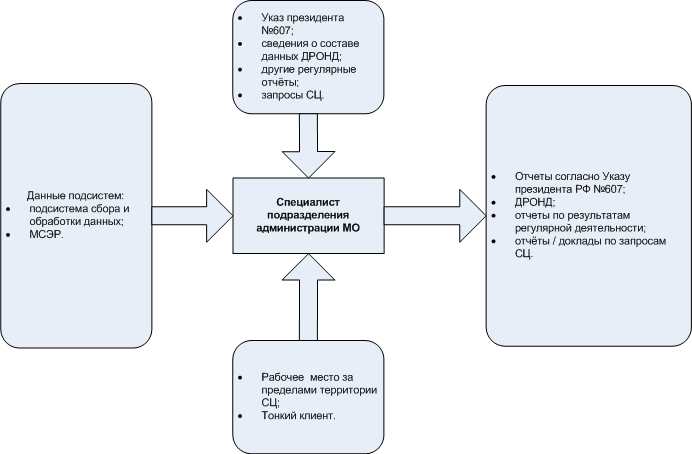 • Указ президента
№607;
• сведения о составе
данных ДРОНД;
• другие регулярные
отчёты;
• запросы СЦ.
Данные подсистем:
• подсистема сбора и
обработки данных;
• МСЭР.
Специалист
подразделения
администрации МО
• Отчеты согласно Указу
президента РФ №607;
• ДРОНД;
• отчеты по результатам
регулярной деятельности;
• отчёты / доклады по запросам
СЦ.
• Рабочее место за
пределами территории
СЦ;
• Тонкий клиент.